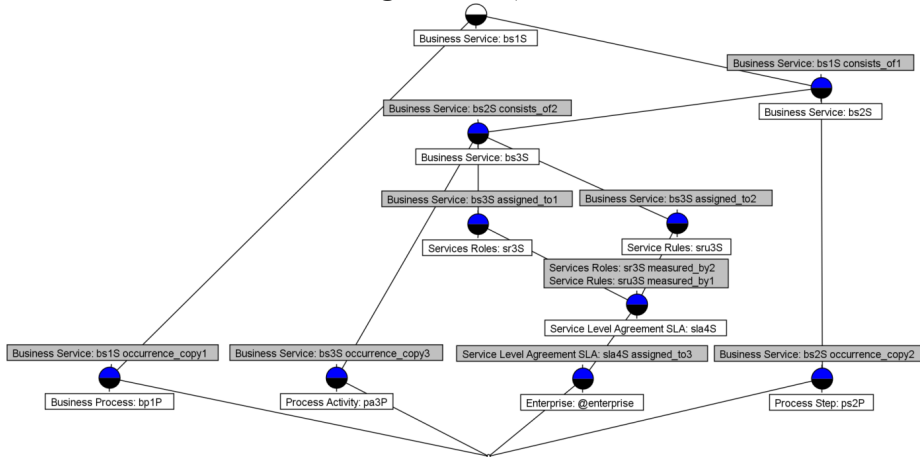 Business Service: bs1S
Business Service: bs1S consists_of1
Business Service: bs2S
Business Service: bs2S consists_of2
Business Service: bs3S
Business Service: bs3S assigned_to1
Business Service: bs3S assigned_to2
Services Roles: sr3S
Service Rules: sru3S
Services Roles: sr3S measured_by2
Service Rules: sru3S measured_by1
Service Level Agreement SLA: sla4S
Business Service: bs1S occurrence_copy1
Business Service: bs3S occurrence_copy3
Service Level Agreement SLA: sla4S assigned_to3
Business Service: bs2S occurrence_copy2
Business Process: bp1P
Process Activity: pa3P
Enterprise: @enterprise
Process Step: ps2P